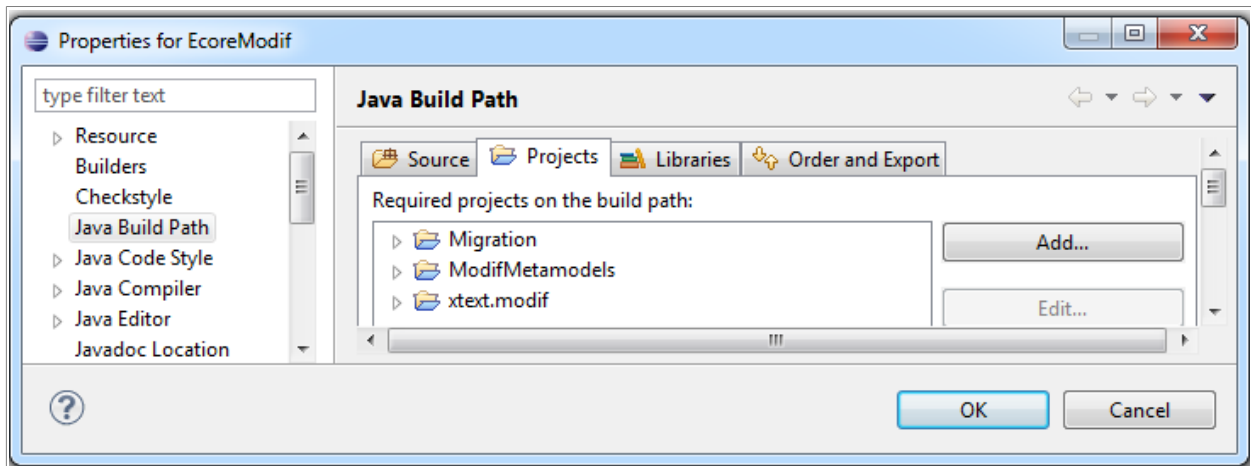 Properties for EcoreModif
type filter text
Resource
Builders
Checkstyle
Java Build Path
Java Code Style
Java Compiler
Java Editor
Javadoc Location
Java Build Path
Source Projects Libraries Order and Export
Required projects on the build path:
Migration
ModifMetamodels
xtext.modif
Add...
Edit...
OK Cancel